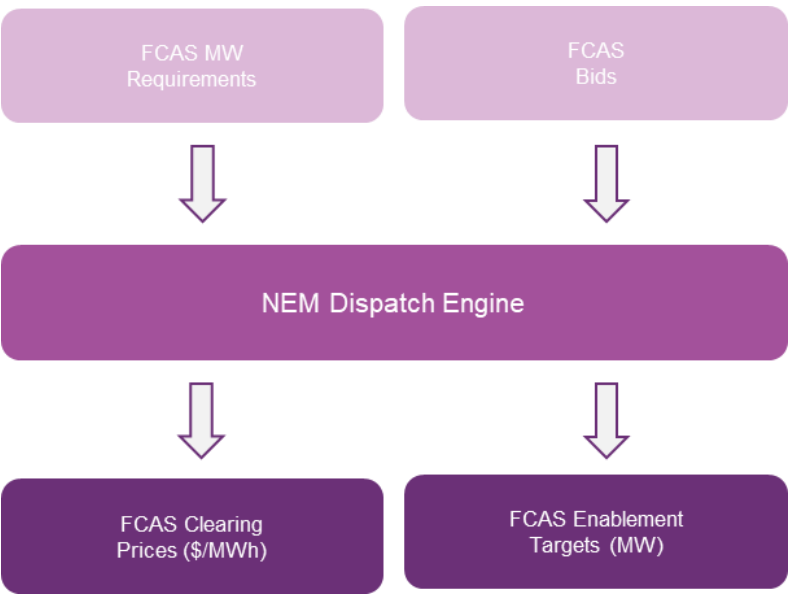 FCAS MW
Requirements
FCAS
Bids
NEM Dispatch Engine
FCAS Clearing
Prices ($/MWh)
FCAS Enablement
Targets (MW)